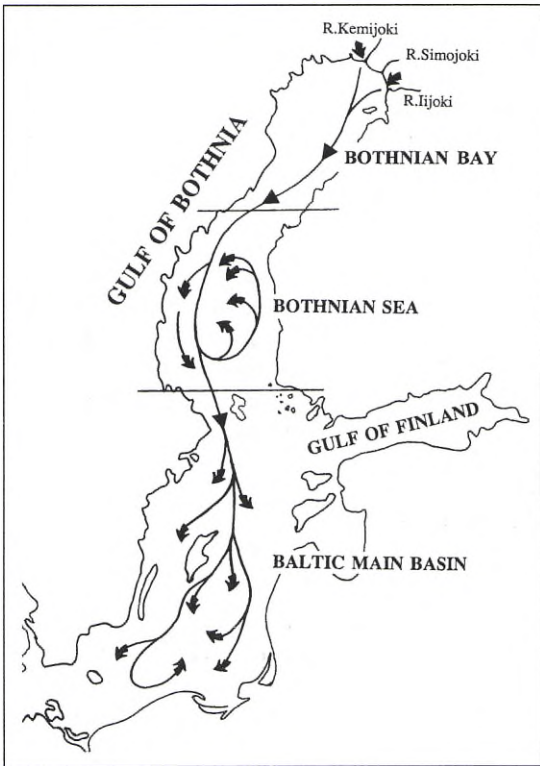 R.Kemijoki
R.Simojoki
R.Iijoki
BOTHNIAN BAY
GULF OF BOTHNIA
BOTHNIAN SEA
GULF OF FINLAND
BALTIC MAIN BASIN